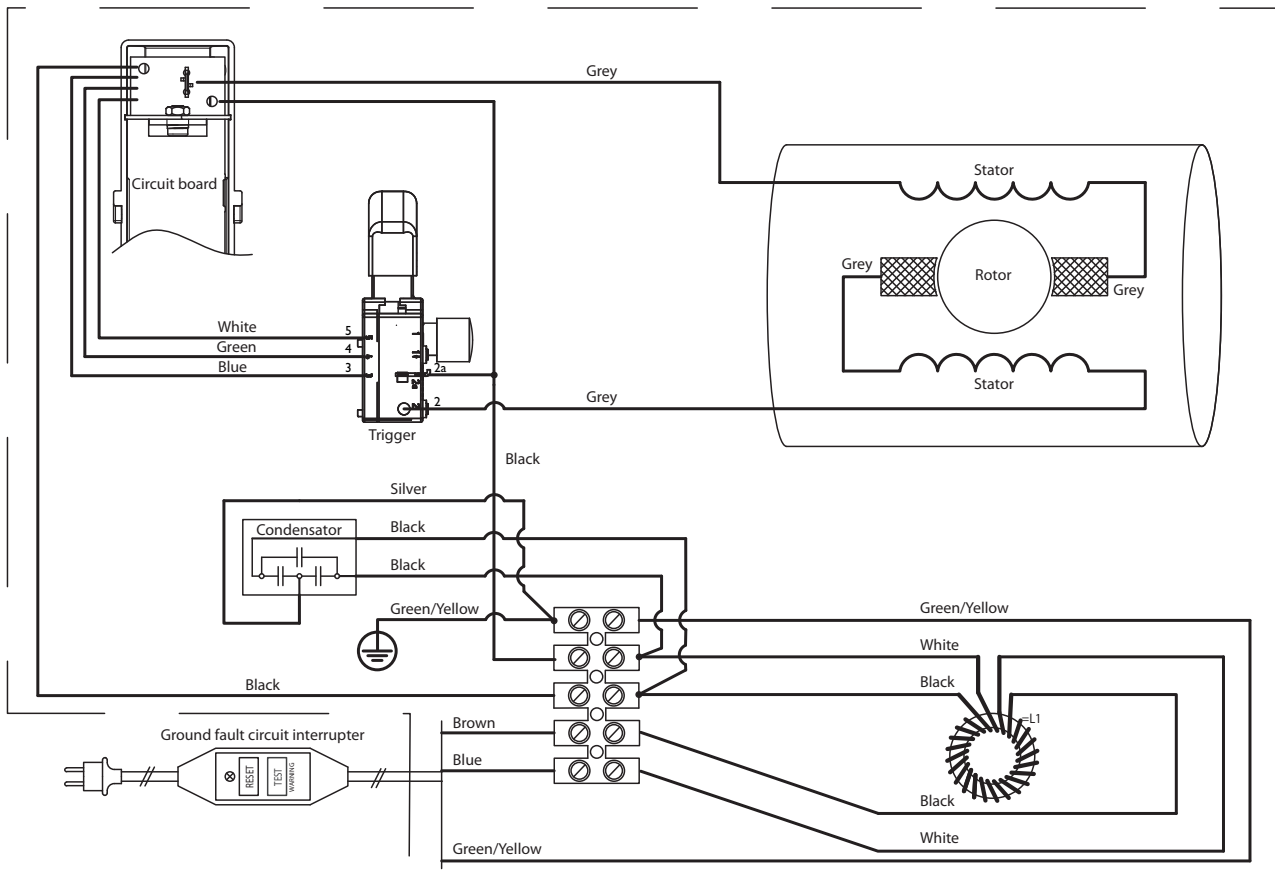 Grey
Circuit board
Stator
Grey
Rotor
Grey
Stator
White
5
Green
4
Blue
3
2a
2
Grey
Trigger
Black
Silver
Condensator
Black
Black
Green/Yellow
Green/Yellow
White
Black
Black
=L1
Ground fault circuit interrupter
Brown
RESET
TEST
WARNING
Blue
Black
White
Green/Yellow